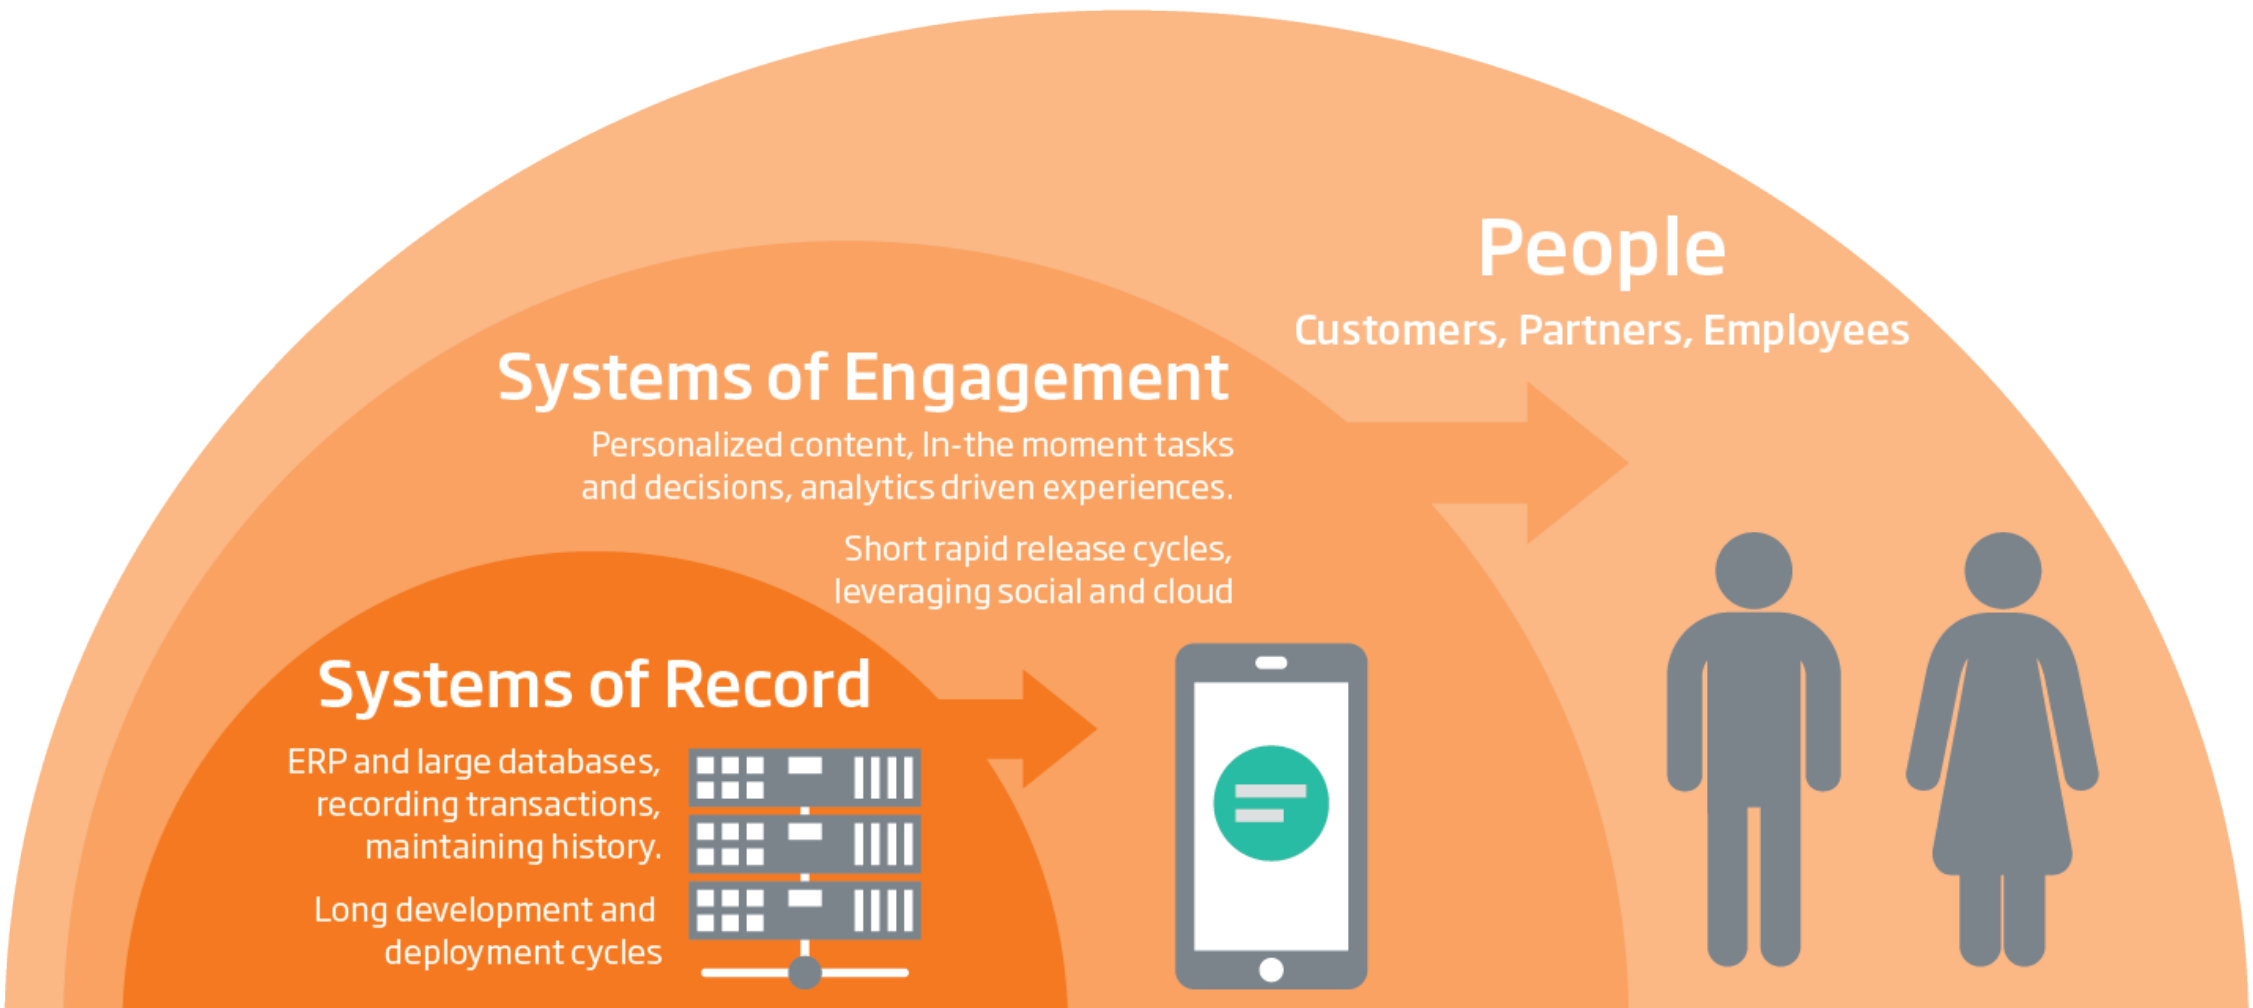 People
Customers, Partners, Employees
Systems of Engagement
Personalized content, In-the moment tasks
and decisions, analytics driven experiences.
Short rapid release cycles,
leveraging social and cloud
Systems of Record
ERP and large databases,
recording transactions,
maintaining history.
Long development and
deployment cycles